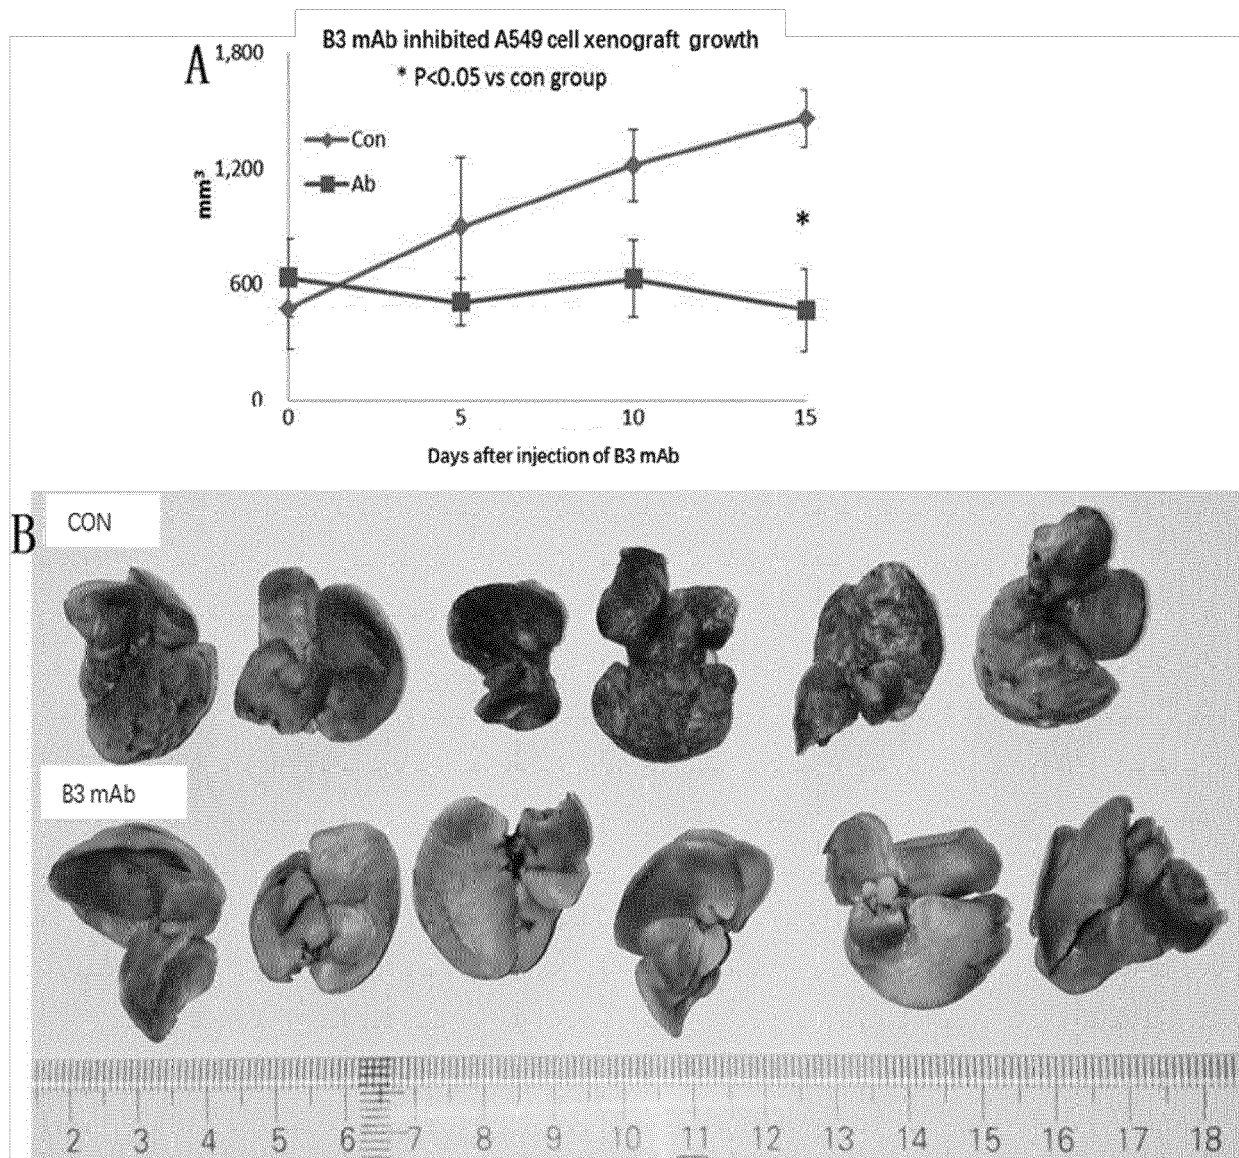 B3 mAb inhibited A549 cell xenograft growth
* P<0.05 vs con group
A
1,800
1,200
600
0
mm³
Con
Ab
*
0 5 10 15
Days after injection of B3 mAb
B
CON
B3 mAb
2 3 4 5 6 7 8 9 10 11 12 13 14 15 16 17 18